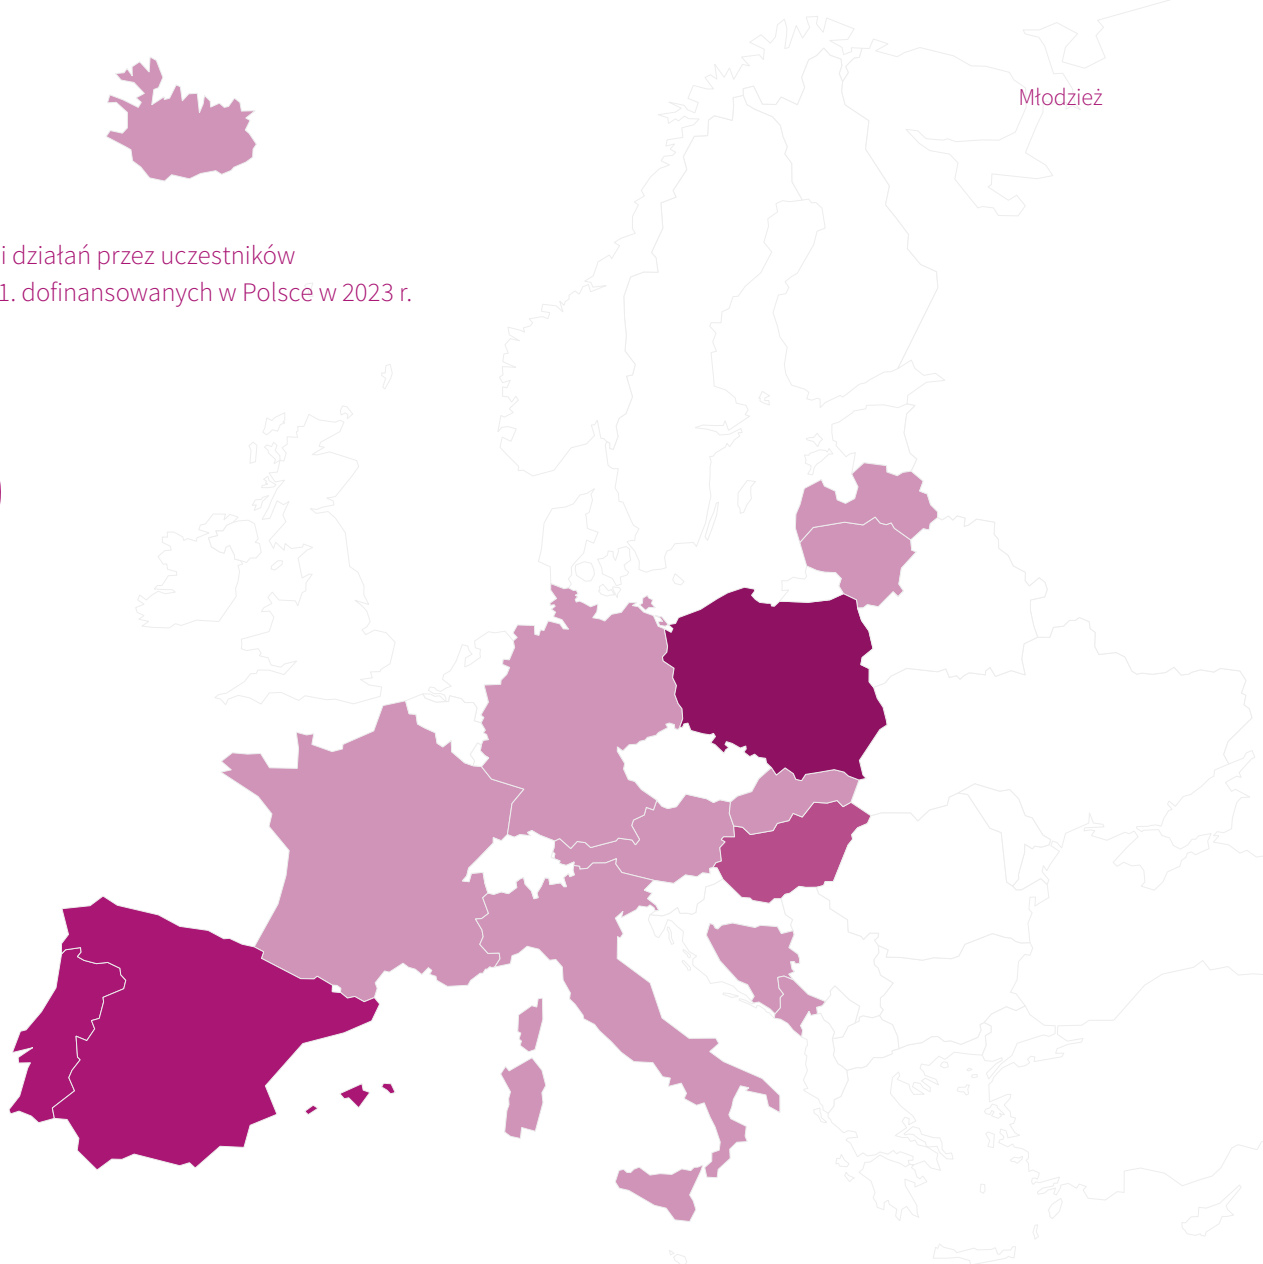 Młodzież
i działań przez uczestników
1. dofinansowanych w Polsce w 2023 r.